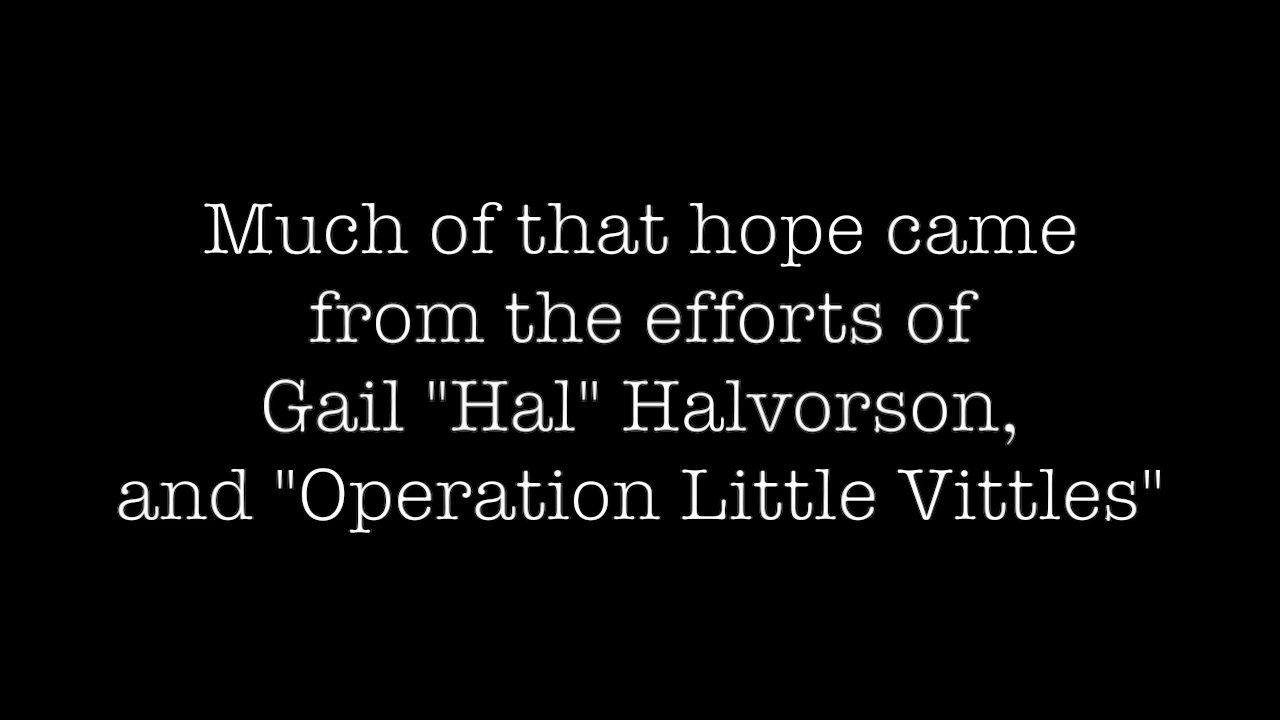 Much of that hope came
from the efforts of
Gail "Hal" Halvorson,
and "Operation Little Vittles"